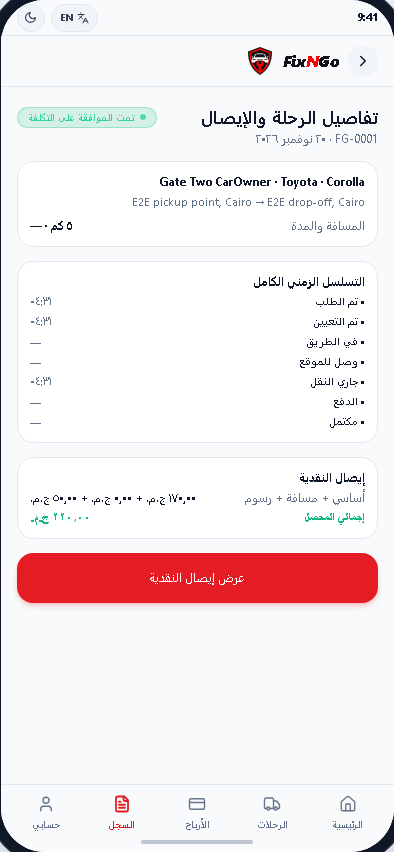 9:41
EN
FixNGo
تفاصيل الرحلة والإيصال
تمت الموافقة على التكلفة
FG-0001 · ٢٠ نوفمبر ٢٠٢٦
Gate Two CarOwner · Toyota · Corolla
E2E pickup point, Cairo → E2E drop-off, Cairo
المسافة والمدة
٥ كم · —
التسلسل الزمني الكامل
• تم الطلب ٠٤:٣١
• تم التعيين ٠٤:٣١
• في الطريق —
• وصل للموقع —
• جاري النقل ٠٤:٣١
• الدفع —
• مكتمل —
إيصال النقدية
أساسي + مسافة + رسوم
١٧٠٫٠٠ ج.م. + ٠٫٠٠ ج.م. + ٥٠٫٠٠ ج.م.
إجمالي المحصل
٢٢٠٫٠٠ ج.م.
عرض إيصال النقدية
الرئيسية
الرحلات
الأرباح
السجل
حسابي